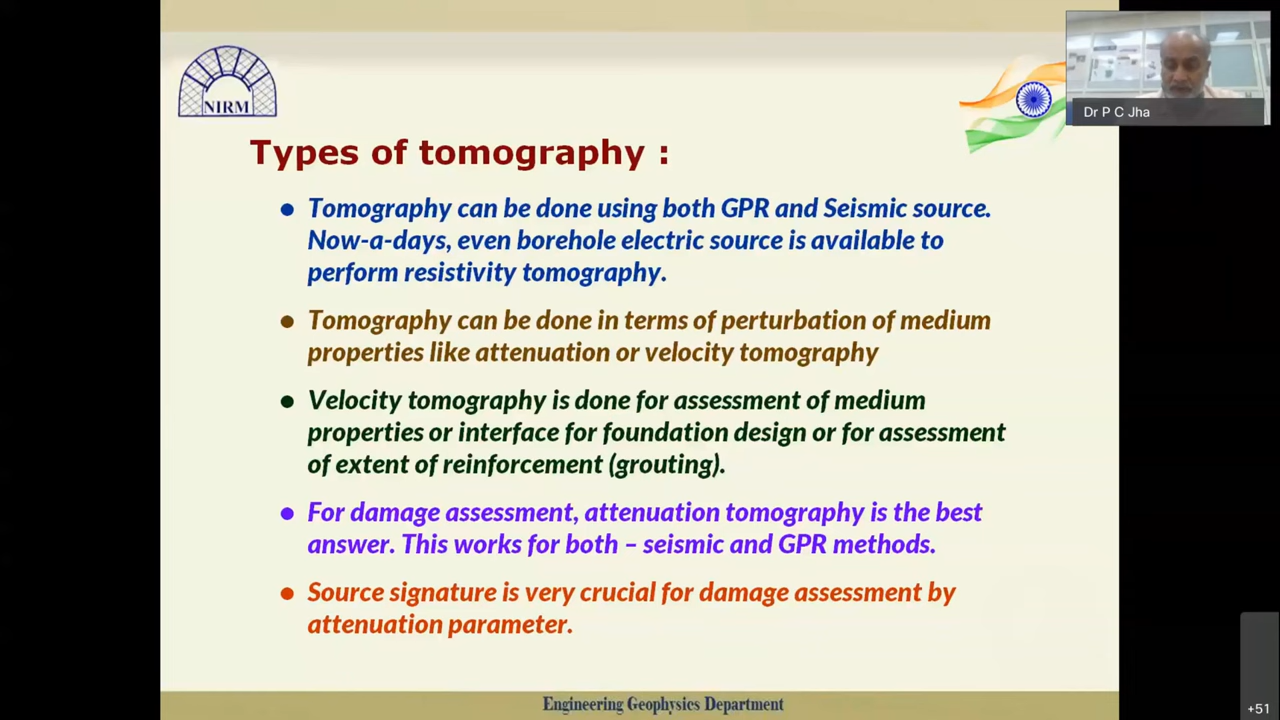 NIRM
Dr P C Jha
Types of tomography :
Tomography can be done using both GPR and Seismic source.
Now-a-days, even borehole electric source is available to
perform resistivity tomography.
Tomography can be done in terms of perturbation of medium
properties like attenuation or velocity tomography
Velocity tomography is done for assessment of medium
properties or interface for foundation design or for assessment
of extent of reinforcement (grouting).
For damage assessment, attenuation tomography is the best
answer. This works for both – seismic and GPR methods.
Source signature is very crucial for damage assessment by
attenuation parameter.
Engineering Geophysics Department
+51